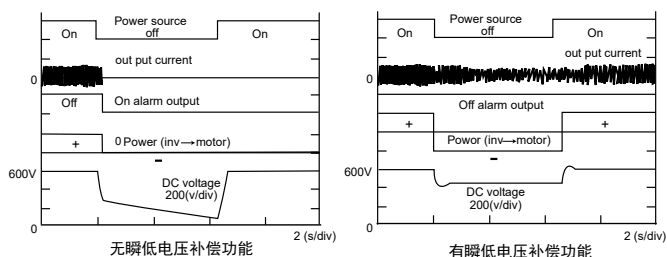 Power source
On
off
On
out put current
0
Off
On alarm output
+
0 Power (inv→motor)
-
600V
DC voltage
200(v/div)
2 (s/div)
无瞬低电压补偿功能
Power source
On
off
On
out put current
0
Off alarm output
+
+
Powor (inv→motor)
-
600V
DC voltage
200(v/div)
2 (s/div)
有瞬低电压补偿功能